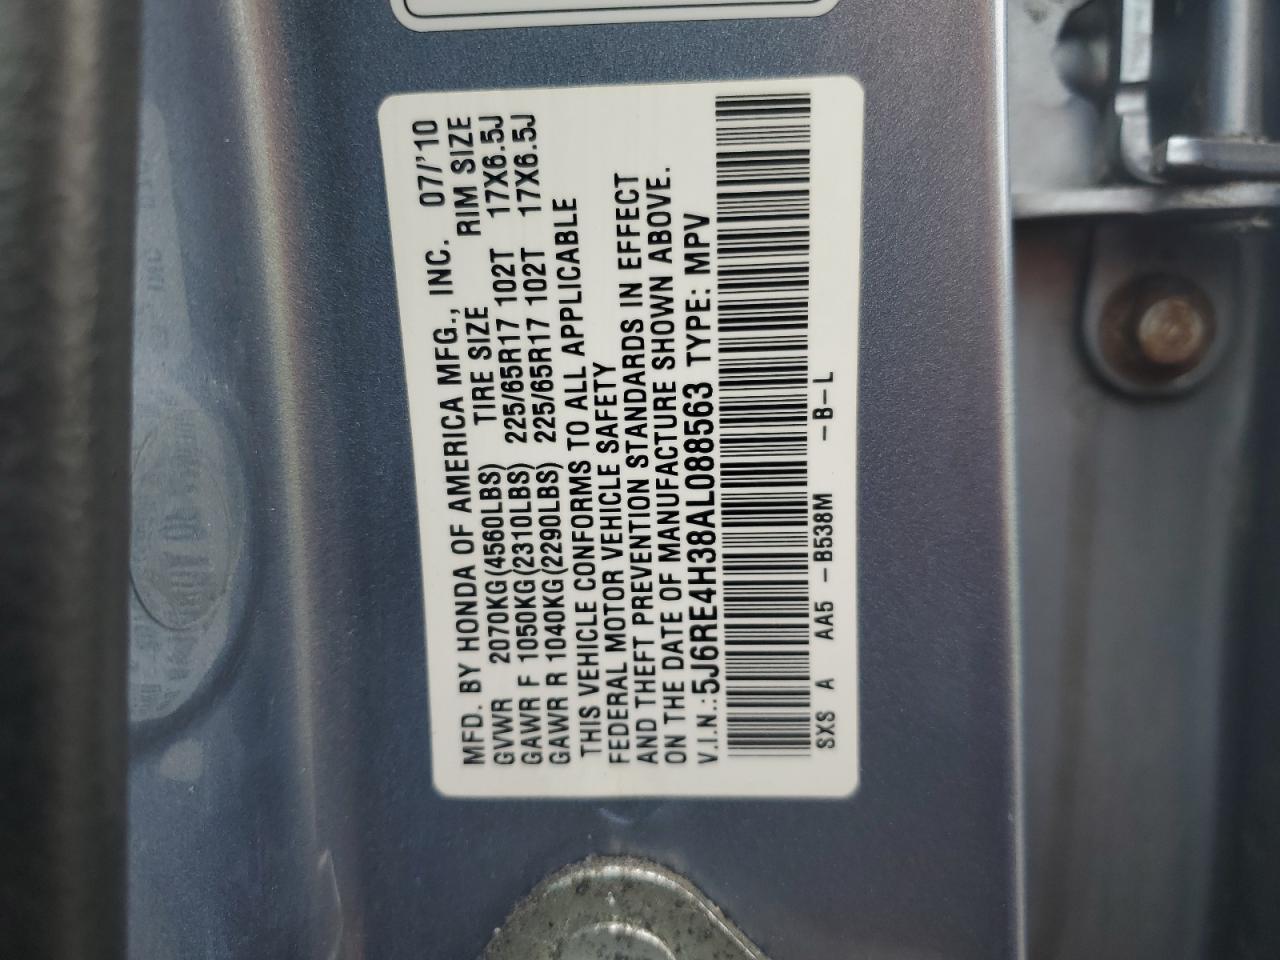 MFD. BY HONDA OF AMERICA MFG., INC. 07/'10
GVWR 2070KG(4560LBS) TIRE SIZE RIM SIZE
GAWR F 1050KG(2310LBS) 225/65R17 102T 17X6.5J
GAWR R 1040KG(2290LBS) 225/65R17 102T 17X6.5J
THIS VEHICLE CONFORMS TO ALL APPLICABLE
FEDERAL MOTOR VEHICLE SAFETY
AND THEFT PREVENTION STANDARDS IN EFFECT
ON THE DATE OF MANUFACTURE SHOWN ABOVE.
V.I.N.:5J6RE4H38AL088563 TYPE: MPV
SXS A AA5 -B538M -B-L